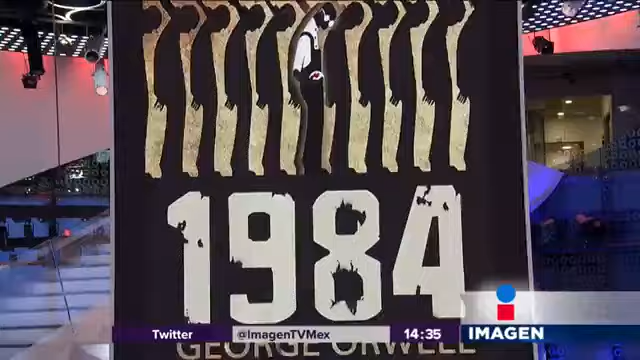 1984
GEORGE ORWELL
Twitter
@ImagenTVMex
14:35
IMAGEN